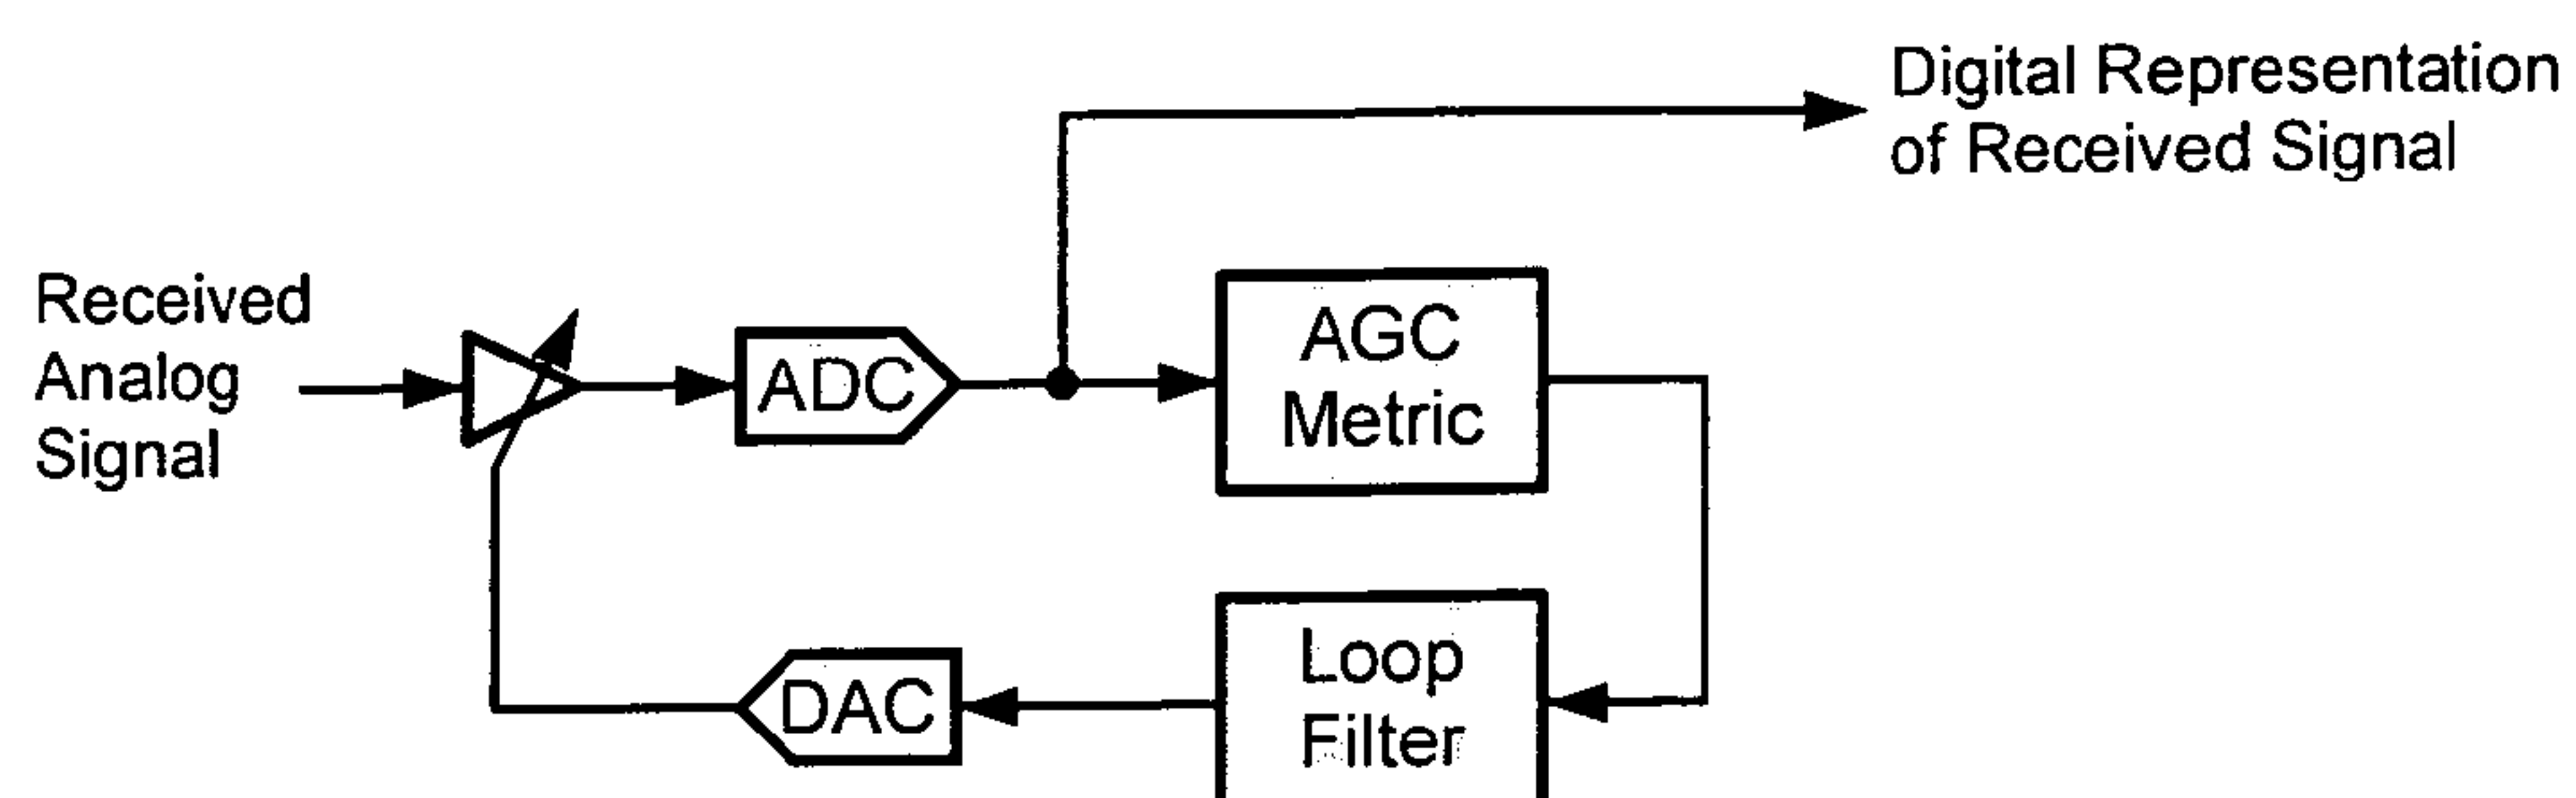 Digital Representation
of Received Signal
Received
Analog
Signal
ADC
AGC
Metric
Loop
Filter
DAC